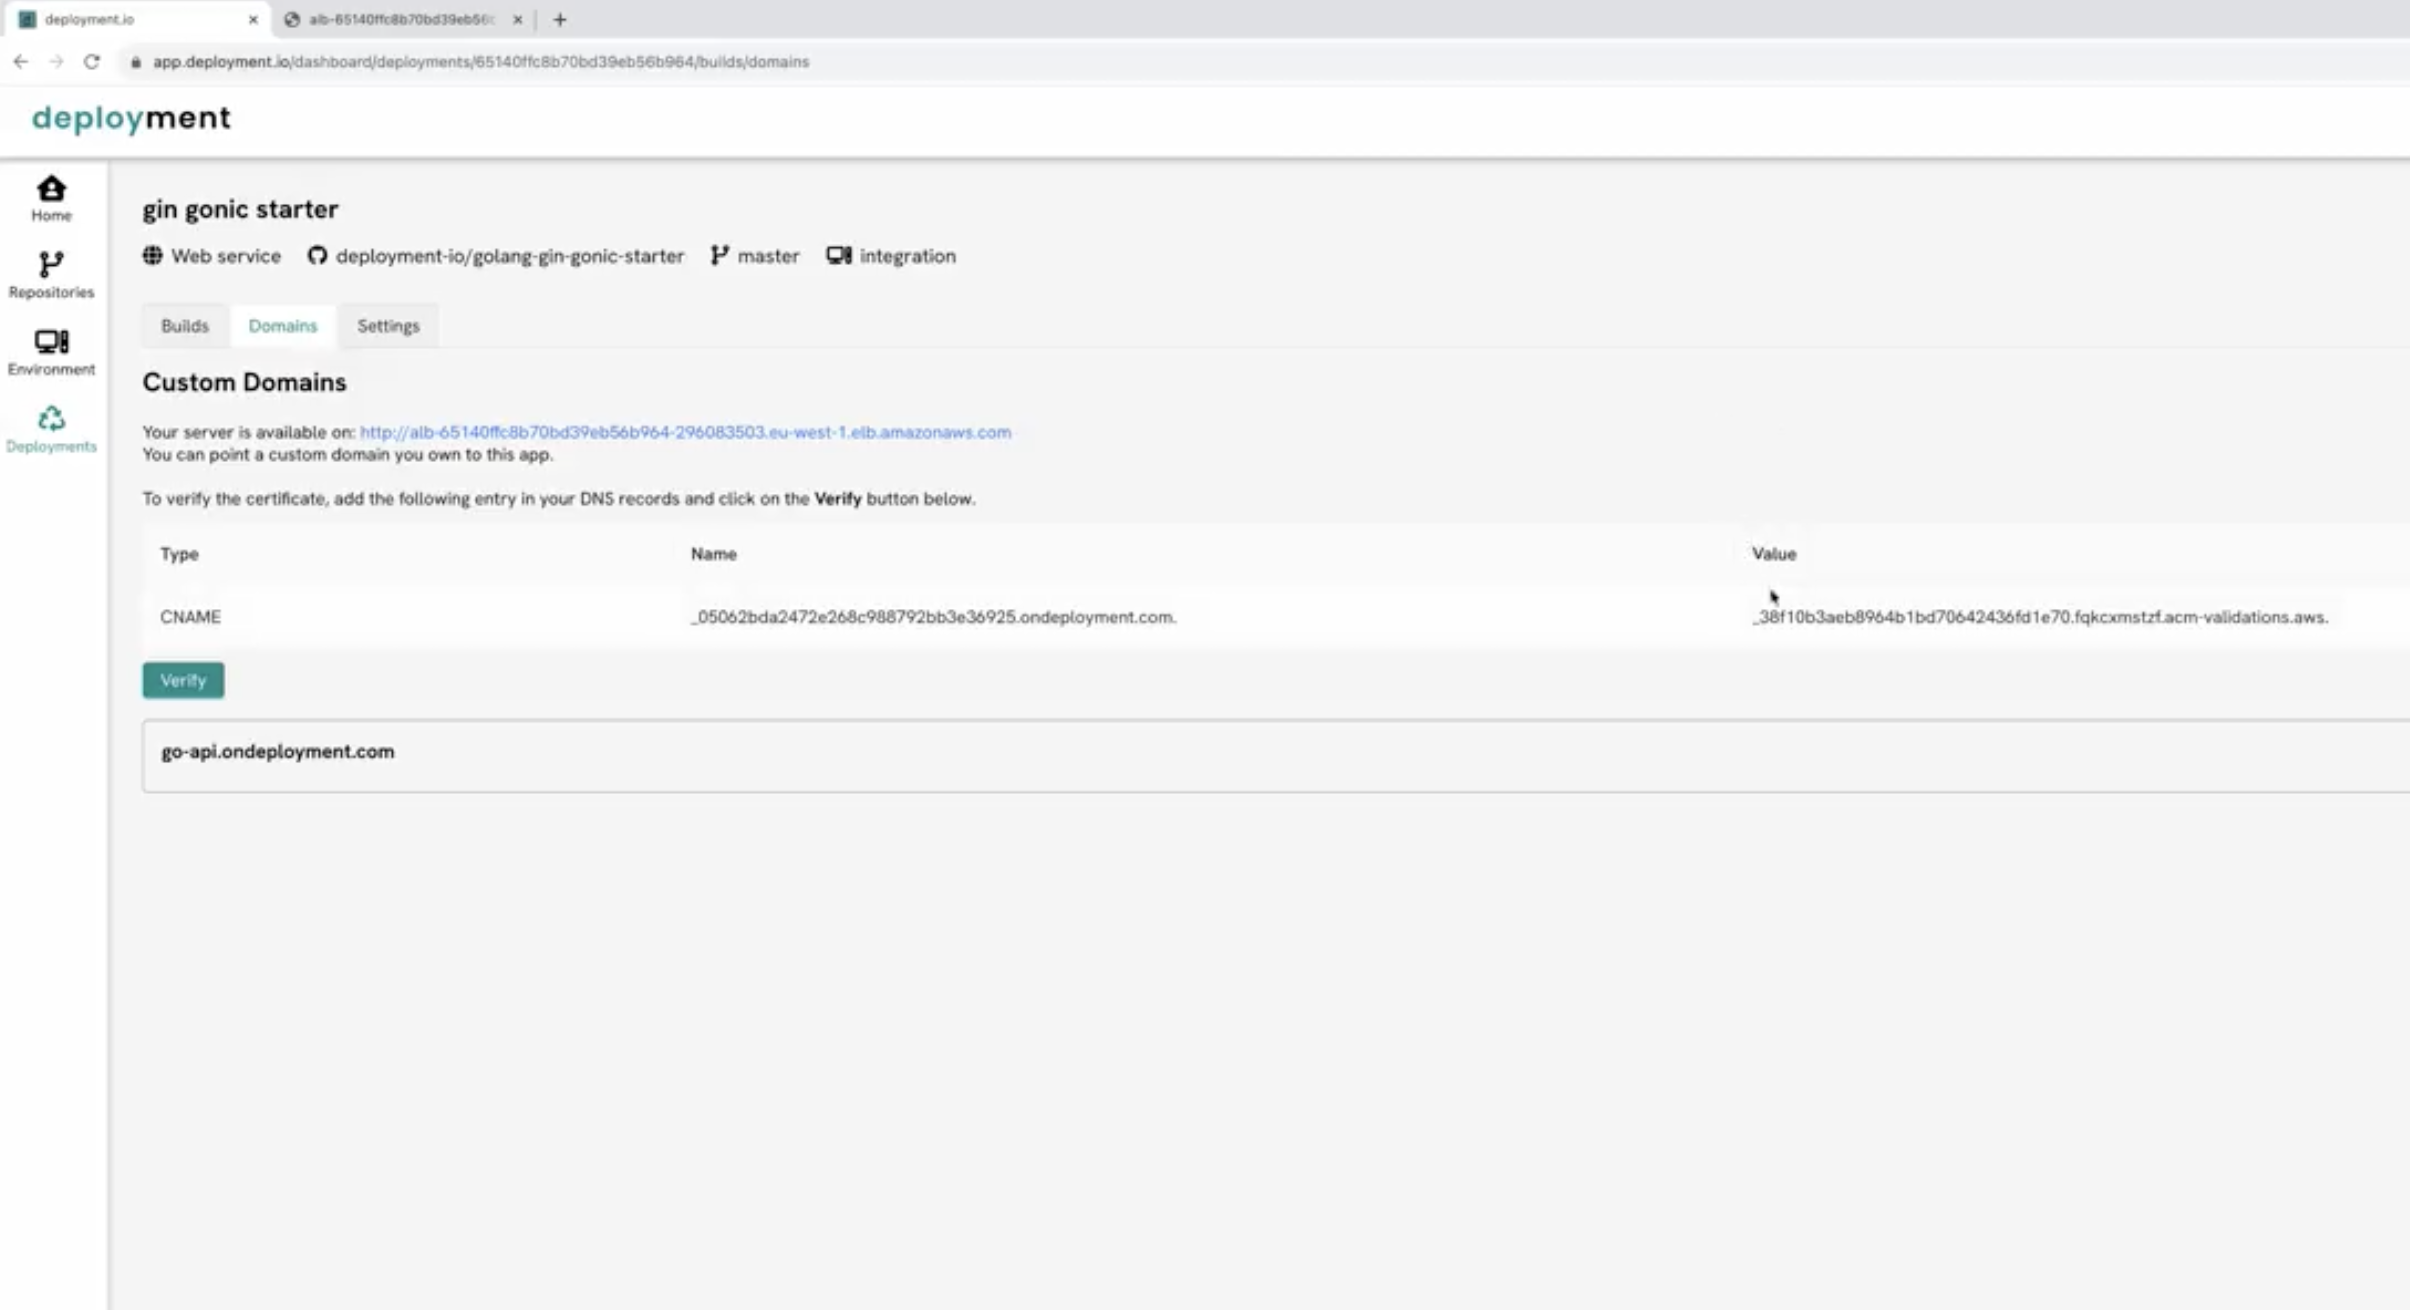 deployment.io
alb-65140ffc8b70bd39eb56
app.deployment.io/dashboard/deployments/65140ffc8b70bd39eb56b964/builds/domains
deployment
Home
Repositories
Environment
Deployments
gin gonic starter
Web service deployment-io/golang-gin-gonic-starter master integration
Builds Domains Settings
Custom Domains
Your server is available on: http://alb-65140ffc8b70bd39eb56b964-296083503.eu-west-1.elb.amazonaws.com
You can point a custom domain you own to this app.
To verify the certificate, add the following entry in your DNS records and click on the Verify button below.
Type Name Value
CNAME _05062bda2472e268c988792bb3e36925.ondeployment.com. _38f10b3aeb8964b1bd70642436fd1e70.fqkcxmstzf.acm-validations.aws.
Verify
go-api.ondeployment.com